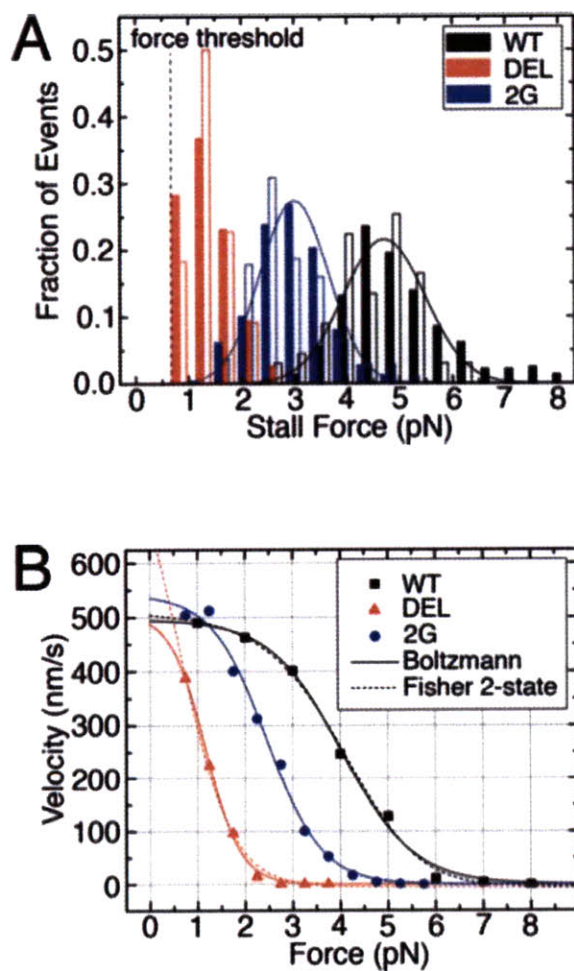 A
force threshold
WT
DEL
2G
Fraction of Events
0.5
0.4
0.3
0.2
0.1
0.0
0 1 2 3 4 5 6 7 8
Stall Force (pN)
B
WT
DEL
2G
Boltzmann
Fisher 2-state
Velocity (nm/s)
600
500
400
300
200
100
0
0 1 2 3 4 5 6 7 8
Force (pN)